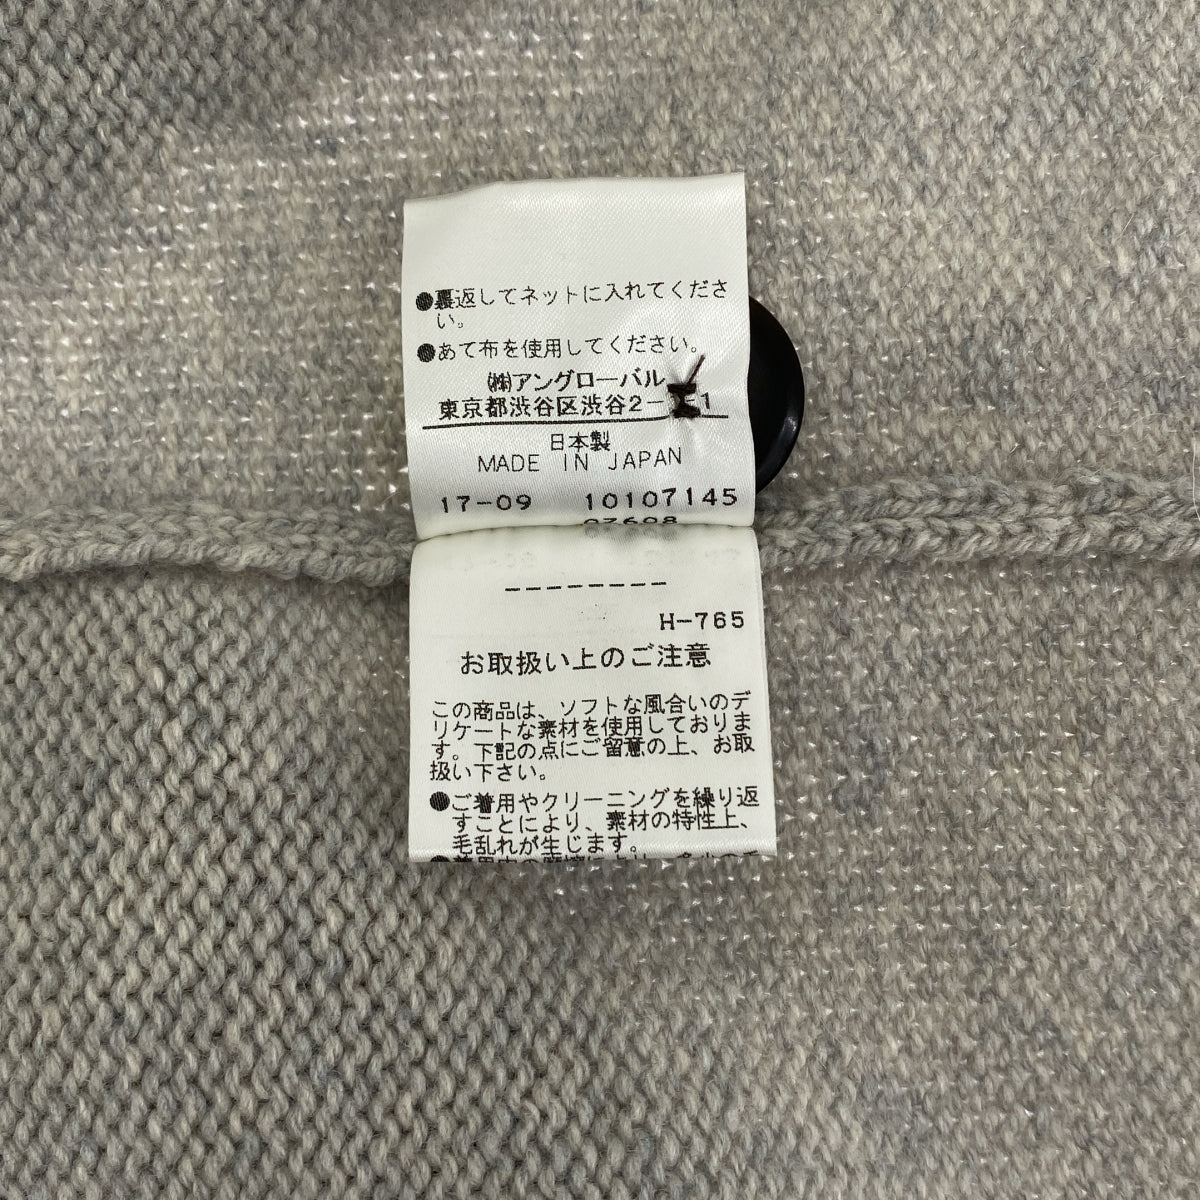 ●裏返してネットに入れてくださ
い。
●あて布を使用してください。
㈱アングローバル
東京都渋谷区渋谷2- 1
日本製
MADE IN JAPAN
17-09 10107145
--------
H-765
お取扱い上のご注意
この商品は、ソフトな風合いのデ
リケートな素材を使用しておりま
す。下記の点にご留意の上、お取
扱い下さい。
●ご着用やクリーニングを繰り返
すことにより、素材の特性上、
毛乱れが生じます。